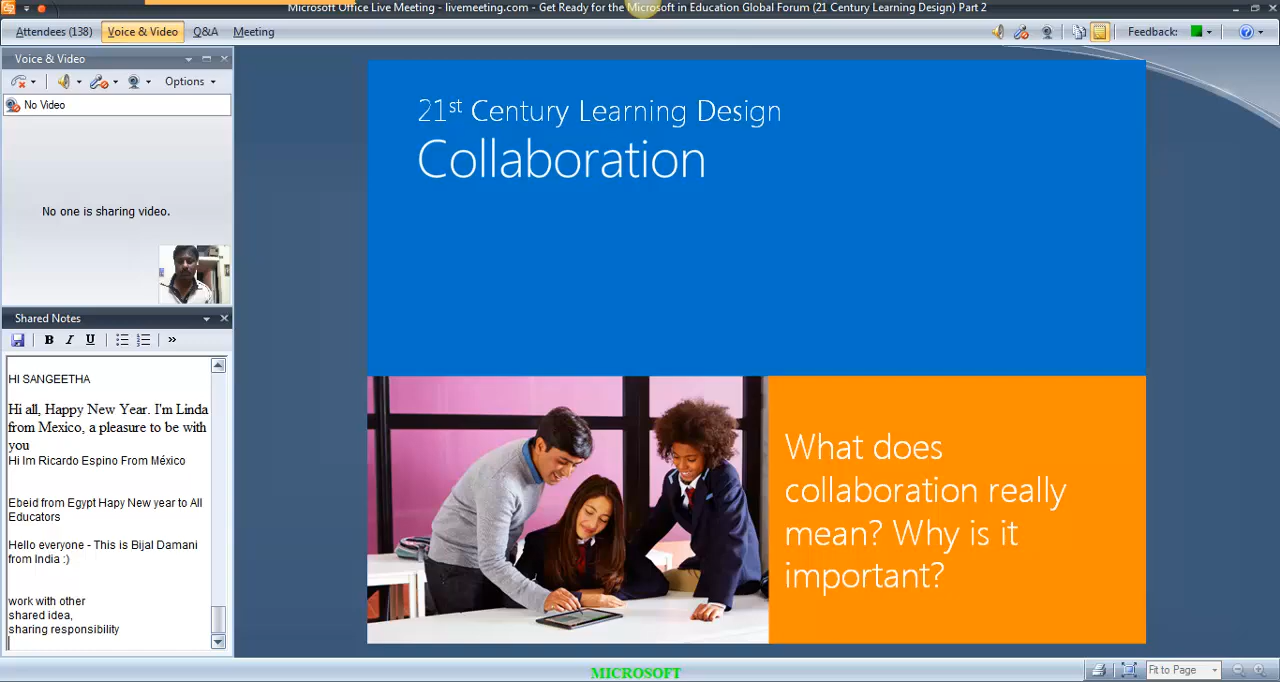 Microsoft Office Live Meeting - livemeeting.com - Get Ready for the Microsoft in Education Global Forum (21 Century Learning Design) Part 2
Attendees (138) Voice & Video Q&A Meeting Feedback:
Voice & Video
Options
No Video
No one is sharing video.
Shared Notes
B I U »
HI SANGEETHA
Hi all, Happy New Year. I'm Linda
from Mexico, a pleasure to be with
you
Hi Im Ricardo Espino From México
Ebeid from Egypt Hapy New year to All
Educators
Hello everyone - This is Bijal Damani
from India :)
work with other
shared idea,
sharing responsibility
21st Century Learning Design
Collaboration
What does
collaboration really
mean? Why is it
important?
MICROSOFT
Fit to Page